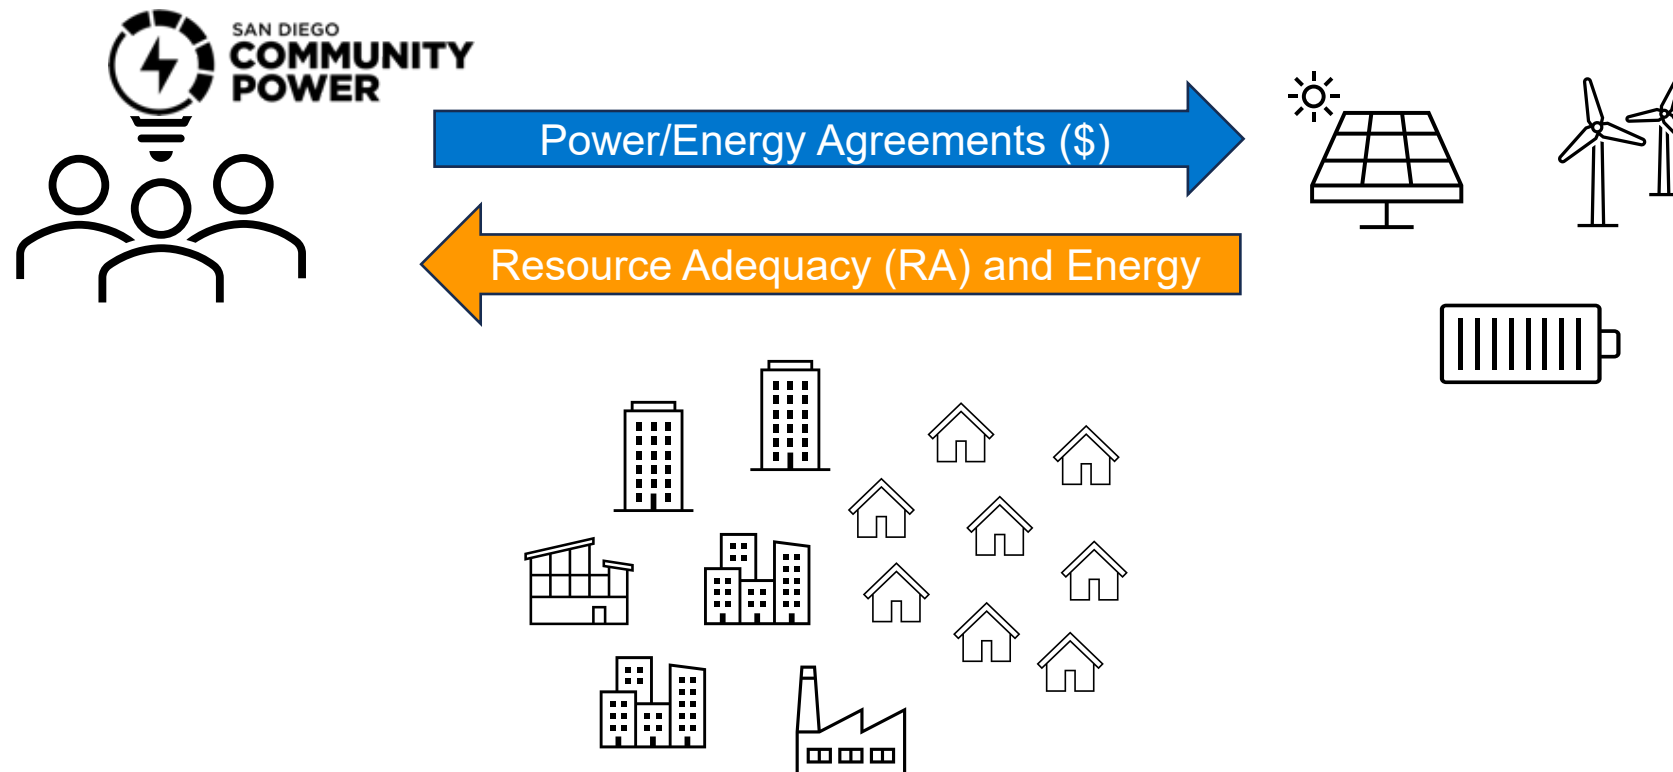 SAN DIEGO
COMMUNITY
POWER
Power/Energy Agreements ($)
Resource Adequacy (RA) and Energy